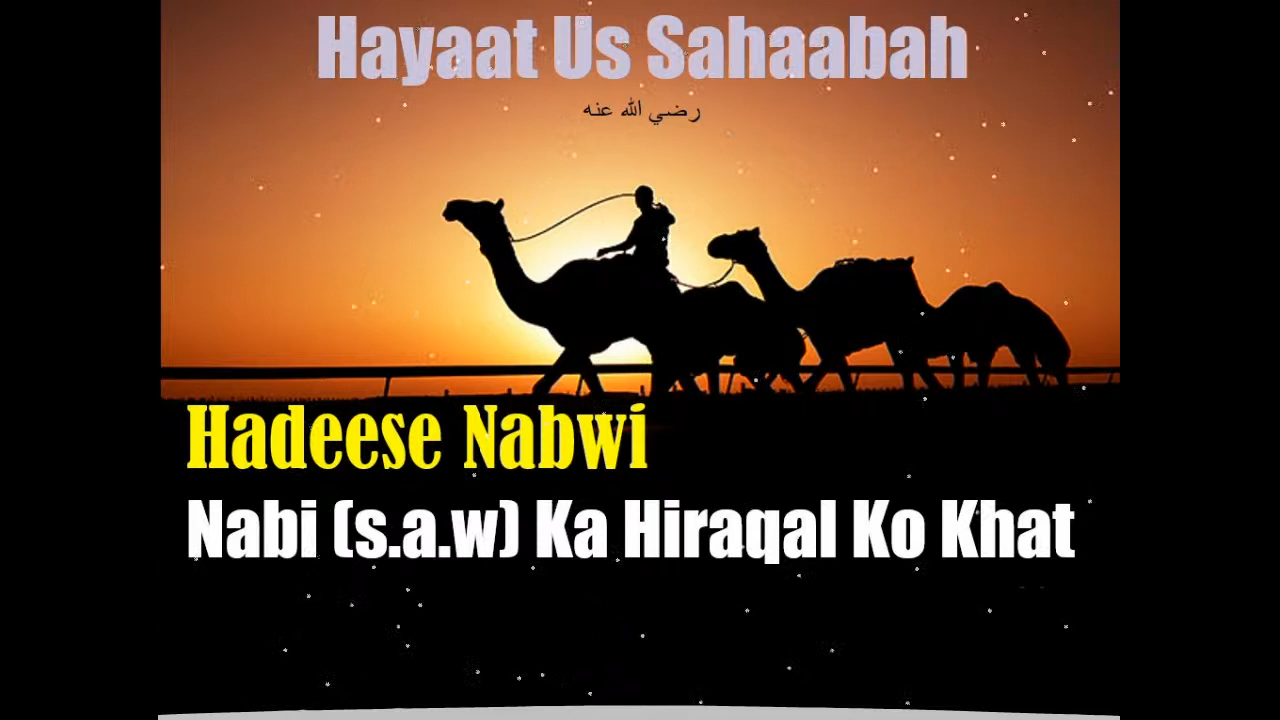 Hayaat Us Sahaabah
رضي الله عنه
Hadeese Nabwi
Nabi (s.a.w) Ka Hiraqal Ko Khat